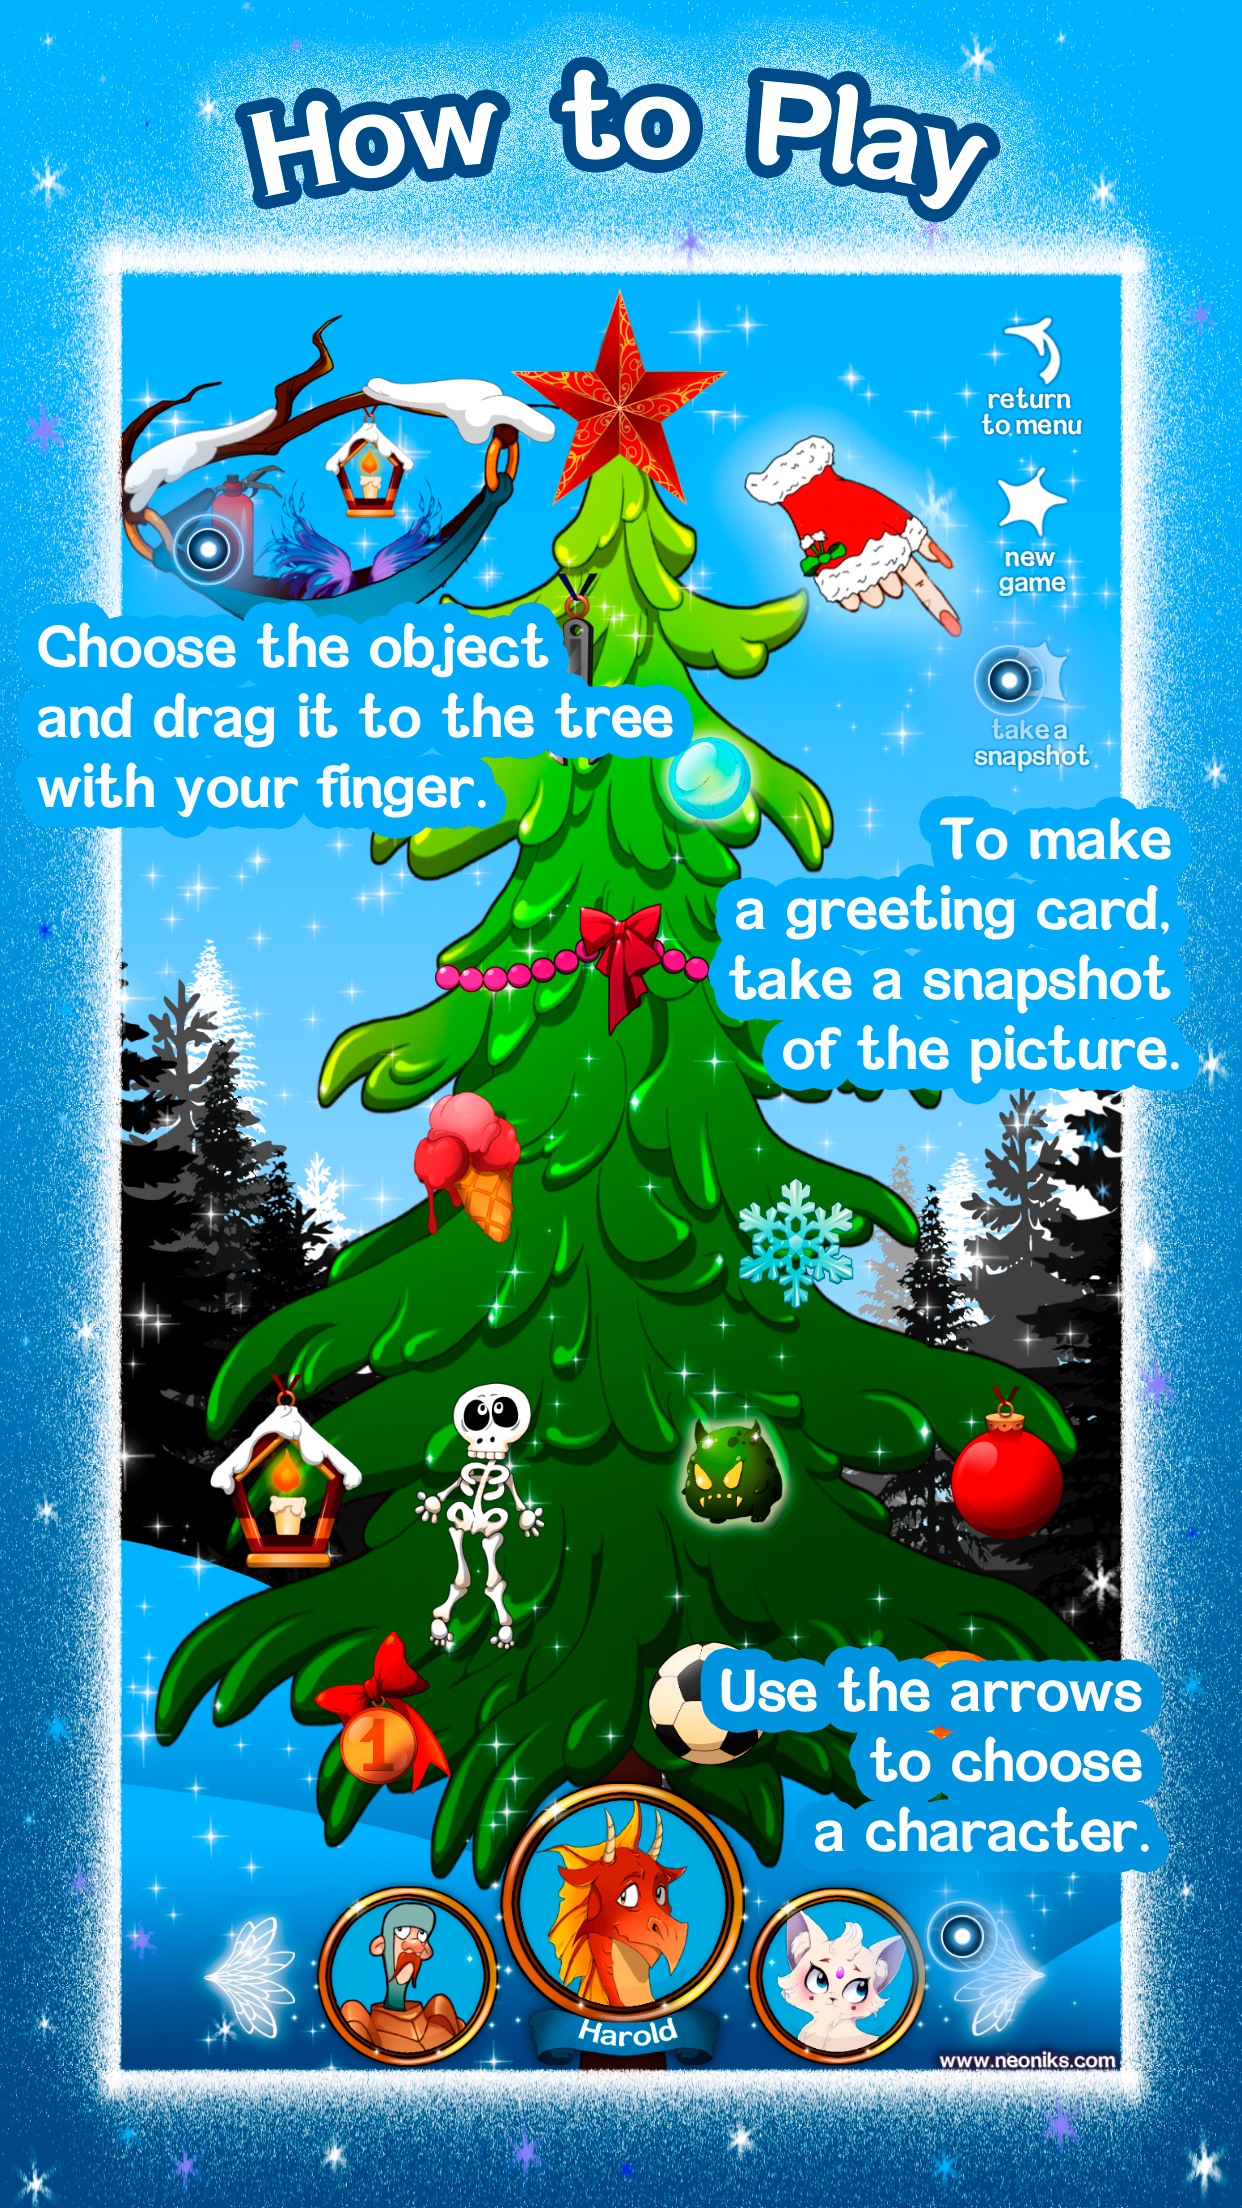 How to Play
return
to menu
new
game
Choose the object
and drag it to the tree
with your finger.
take a
snapshot
To make
a greeting card,
take a snapshot
of the picture.
1
Use the arrows
to choose
a character.
Harold
www.neoniks.com